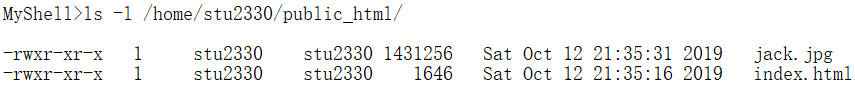 MyShell>ls -l /home/stu2330/public_html/
-rwxr-xr-x 1 stu2330 stu2330 1431256 Sat Oct 12 21:35:31 2019 jack.jpg
-rwxr-xr-x 1 stu2330 stu2330 1646 Sat Oct 12 21:35:16 2019 index.html